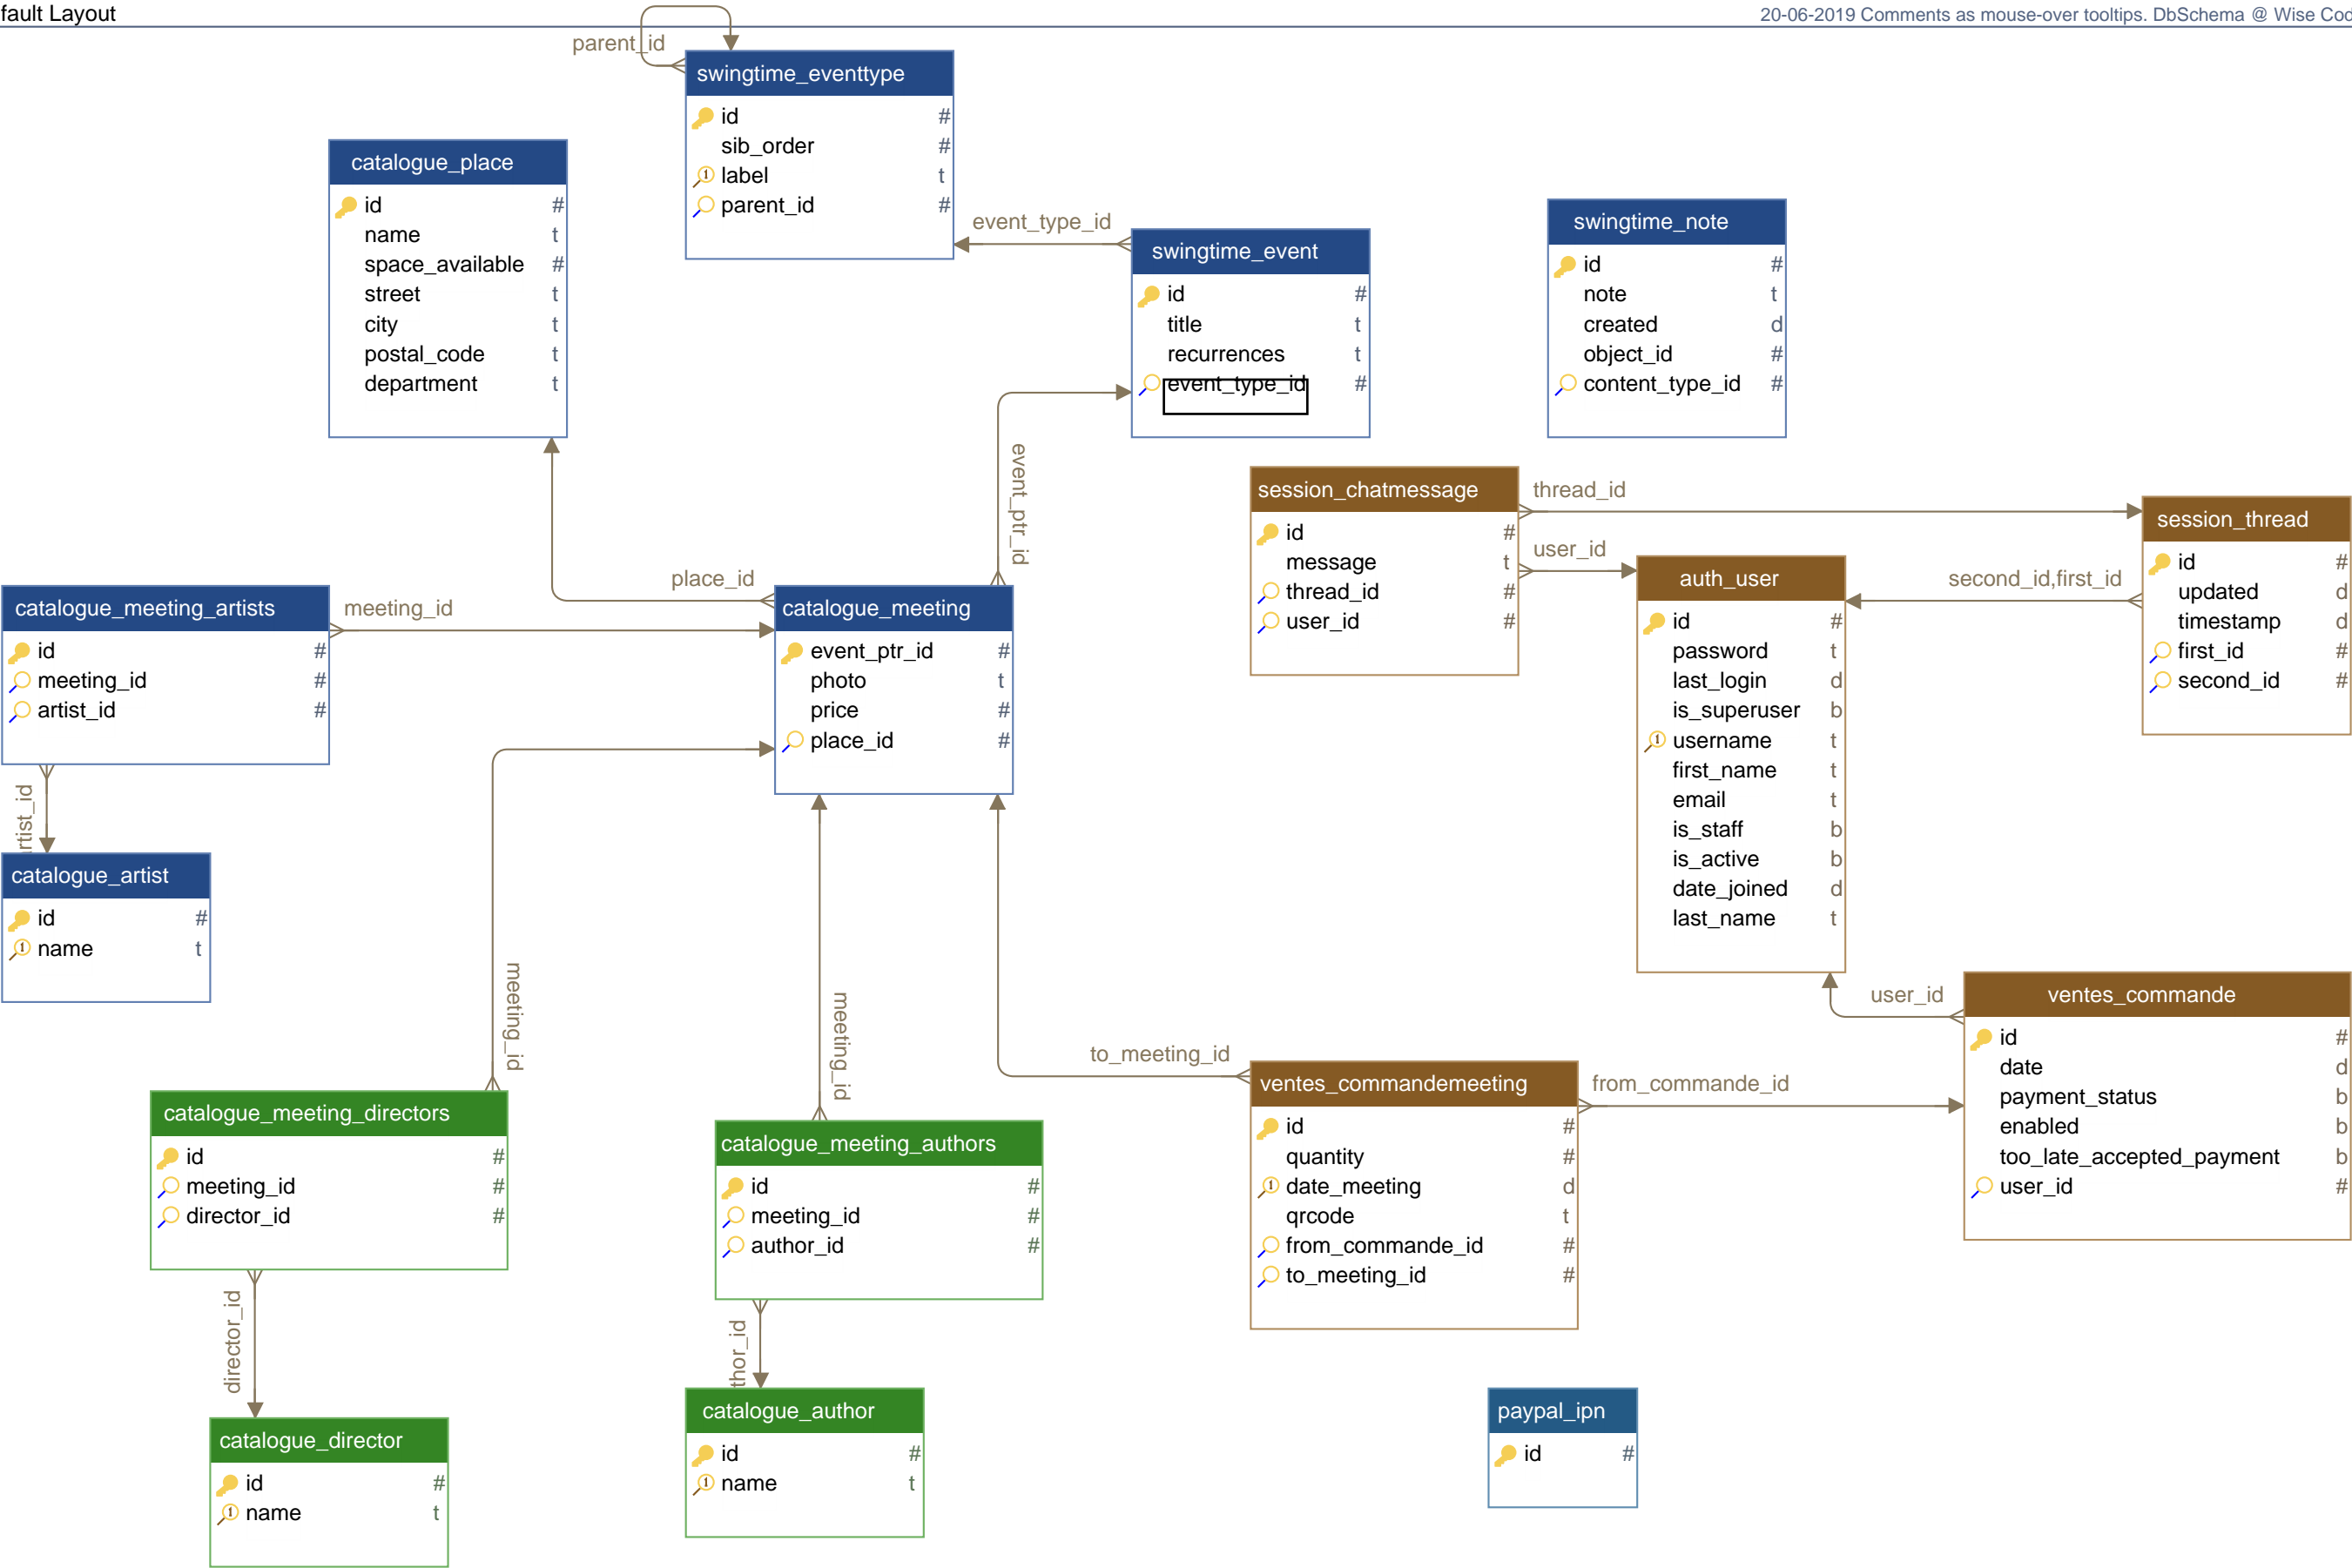 fault Layout
20-06-2019 Comments as mouse-over tooltips. DbSchema @ Wise Cod
parent_id
swingtime_eventtype
id #
sib_order #
label t
parent_id #
catalogue_place
id #
name t
space_available #
street t
city t
postal_code t
department t
event_type_id
swingtime_event
id #
title t
recurrences t
event_type_id #
swingtime_note
id #
note t
created d
object_id #
content_type_id #
event_ptr_id
session_chatmessage
id #
message t
thread_id #
user_id #
thread_id
user_id
session_thread
id #
updated d
timestamp d
first_id #
second_id #
second_id,first_id
auth_user
id #
password t
last_login d
is_superuser b
username t
first_name t
email t
is_staff b
is_active b
date_joined d
last_name t
place_id
catalogue_meeting_artists
id #
meeting_id #
artist_id #
meeting_id
catalogue_meeting
event_ptr_id #
photo t
price #
place_id #
rtist_id
catalogue_artist
id #
name t
meeting_id
meeting_id
to_meeting_id
user_id
ventes_commande
id #
date d
payment_status b
enabled b
too_late_accepted_payment b
user_id #
ventes_commandemeeting
id #
quantity #
date_meeting d
qrcode t
from_commande_id #
to_meeting_id #
from_commande_id
catalogue_meeting_directors
id #
meeting_id #
director_id #
catalogue_meeting_authors
id #
meeting_id #
author_id #
director_id
thor_id
catalogue_director
id #
name t
catalogue_author
id #
name t
paypal_ipn
id #